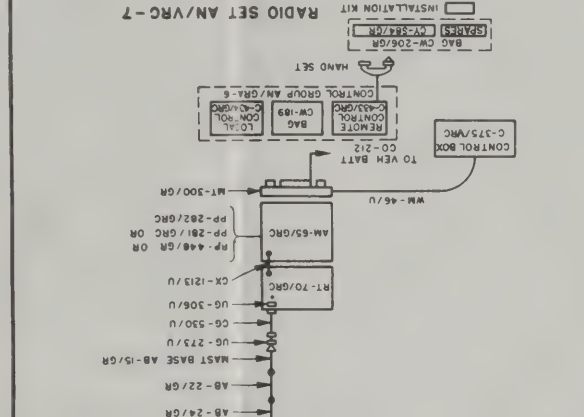 AB-24/GR
AB-22/GR
MAST BASE AB-15/GR
UG-273/U
CG-530/U
UG-306/U
RT-70/GRC
CX-1213/U
PP-448/GR OR
PP-281/GRC OR
PP-282/GRC
AM-65/GRC
WM-46/U
MT-300/GR
CONTROL BOX
C-375/VRC
TO VEH BATT
CO-212
REMOTE
CONTROL
C-433/GRC
BAG
CW-189
LOCAL
CONTROL
C-434/GRC
CONTROL GROUP AN/GRA-6
HAND SET
BAG CW-206/GR
SPARES
CY-584/GR
INSTALLATION KIT
RADIO SET AN/VRC-7